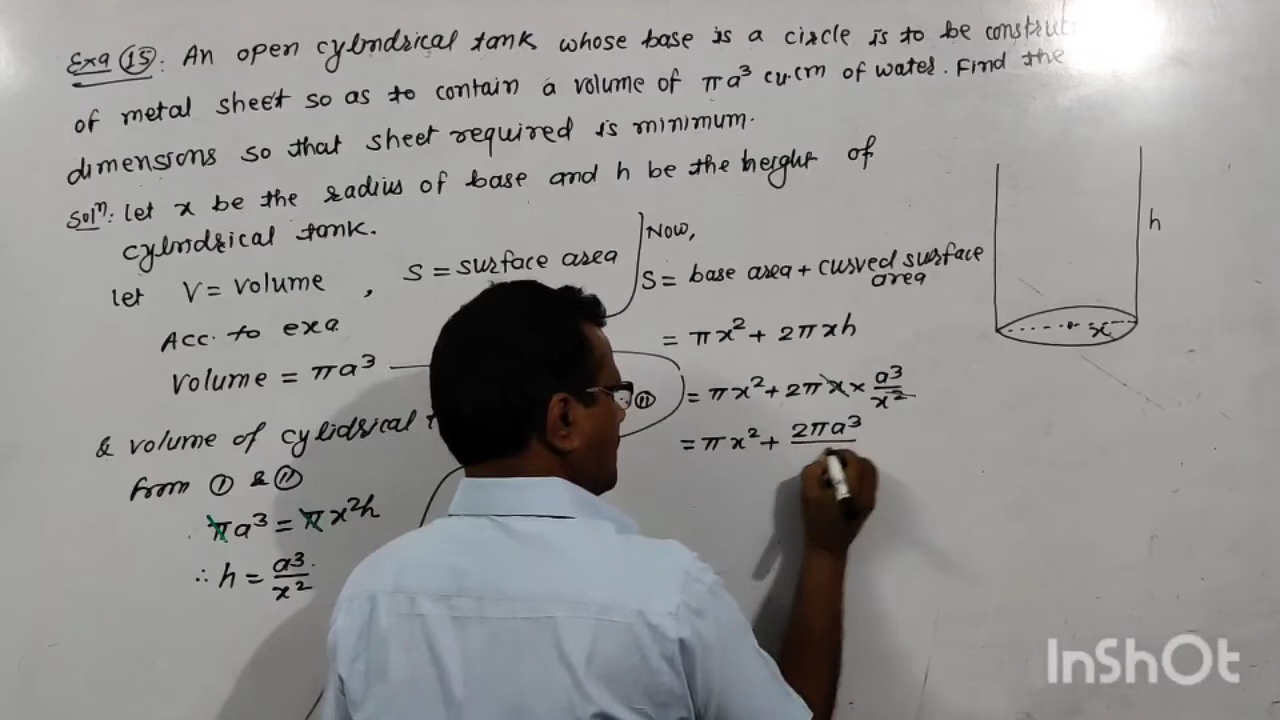 Exa 15: An open cylindrical tank whose base is a circle is to be construct
of metal sheet so as to contain a volume of πa³ cu.cm of water. Find the
dimensions so that sheet required is minimum.
Solⁿ: Let x be the radius of base and h be the height of
cylindrical tank.
let V = volume , S = surface area
Acc. to exa
volume = πa³
& volume of cylidrical
from ① & ⑪
πa³ = πx²h
∴ h = a³/x²
Now,
S = base area + curved surface
area
= πx² + 2πxh
= πx² + 2πx × a³/x²
= πx² + 2πa³
⑪
h
x
InShOt